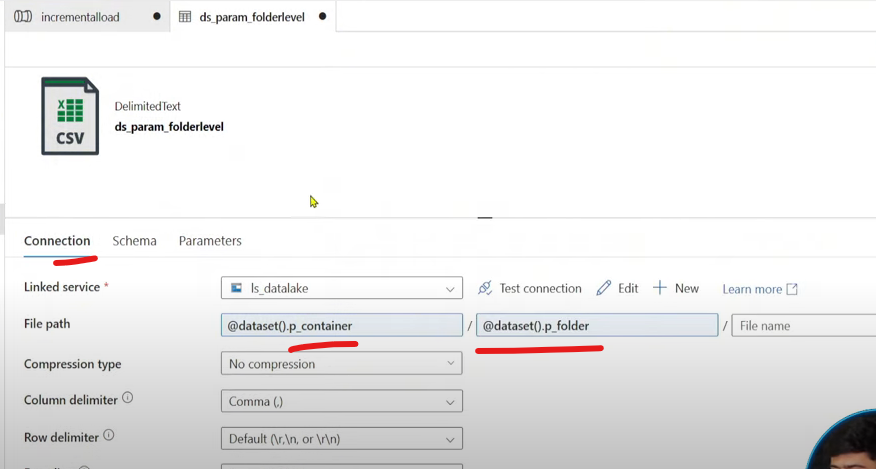 incrementalload
ds_param_folderlevel
CSV
DelimitedText
ds_param_folderlevel
Connection Schema Parameters
Linked service * ls_datalake Test connection Edit New Learn more
File path @dataset().p_container / @dataset().p_folder / File name
Compression type No compression
Column delimiter Comma (,)
Row delimiter Default (\r,\n, or \r\n)